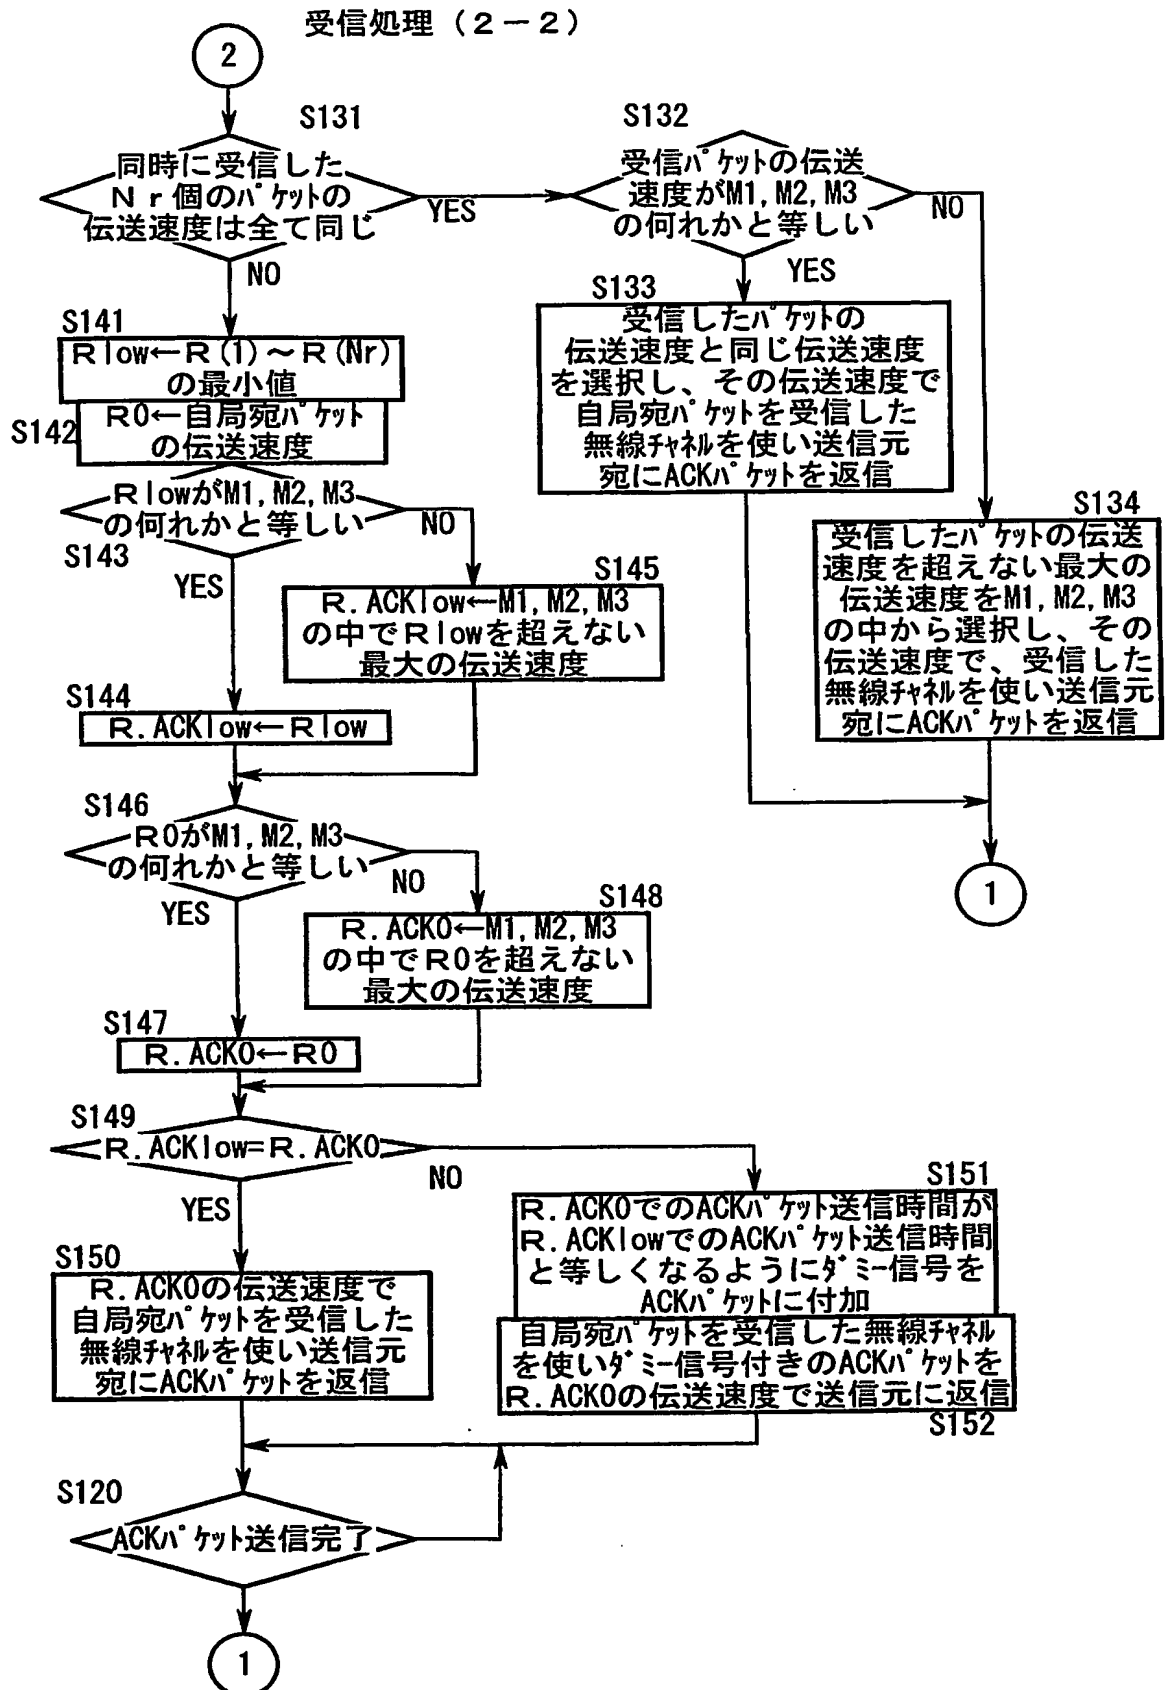 受信処理（２－２）
2
S131
同時に受信した
Ｎｒ個のﾊﾟｹｯﾄの
伝送速度は全て同じ
YES
NO
S132
受信ﾊﾟｹｯﾄの伝送
速度がM1, M2, M3
の何れかと等しい
NO
YES
S133
受信したﾊﾟｹｯﾄの
伝送速度と同じ伝送速度
を選択し、その伝送速度で
自局宛ﾊﾟｹｯﾄを受信した
無線ﾁｬﾈﾙを使い送信元
宛にACKﾊﾟｹｯﾄを返信
S134
受信したﾊﾟｹｯﾄの伝送
速度を超えない最大の
伝送速度をM1, M2, M3
の中から選択し、その
伝送速度で、受信した
無線ﾁｬﾈﾙを使い送信元
宛にACKﾊﾟｹｯﾄを返信
1
S141
Ｒlow←Ｒ(1)～Ｒ(Nr)
の最小値
S142
Ｒ0←自局宛ﾊﾟｹｯﾄ
の伝送速度
ＲlowがM1, M2, M3
の何れかと等しい
S143
NO
YES
S145
Ｒ. ACKlow←M1, M2, M3
の中でＲlowを超えない
最大の伝送速度
S144
Ｒ. ACKlow←Ｒlow
S146
Ｒ0がM1, M2, M3
の何れかと等しい
NO
YES
S148
Ｒ. ACK0←M1, M2, M3
の中でＲ0を超えない
最大の伝送速度
S147
Ｒ. ACK0←Ｒ0
S149
Ｒ. ACKlow=Ｒ. ACK0
NO
YES
S150
Ｒ. ACK0の伝送速度で
自局宛ﾊﾟｹｯﾄを受信した
無線ﾁｬﾈﾙを使い送信元
宛にACKﾊﾟｹｯﾄを返信
S151
Ｒ. ACK0でのACKﾊﾟｹｯﾄ送信時間が
Ｒ. ACKlowでのACKﾊﾟｹｯﾄ送信時間
と等しくなるようにﾀﾞﾐｰ信号を
ACKﾊﾟｹｯﾄに付加
自局宛ﾊﾟｹｯﾄを受信した無線ﾁｬﾈﾙ
を使いﾀﾞﾐｰ信号付きのACKﾊﾟｹｯﾄを
Ｒ. ACK0の伝送速度で送信元に返信
S152
S120
ACKﾊﾟｹｯﾄ送信完了
1